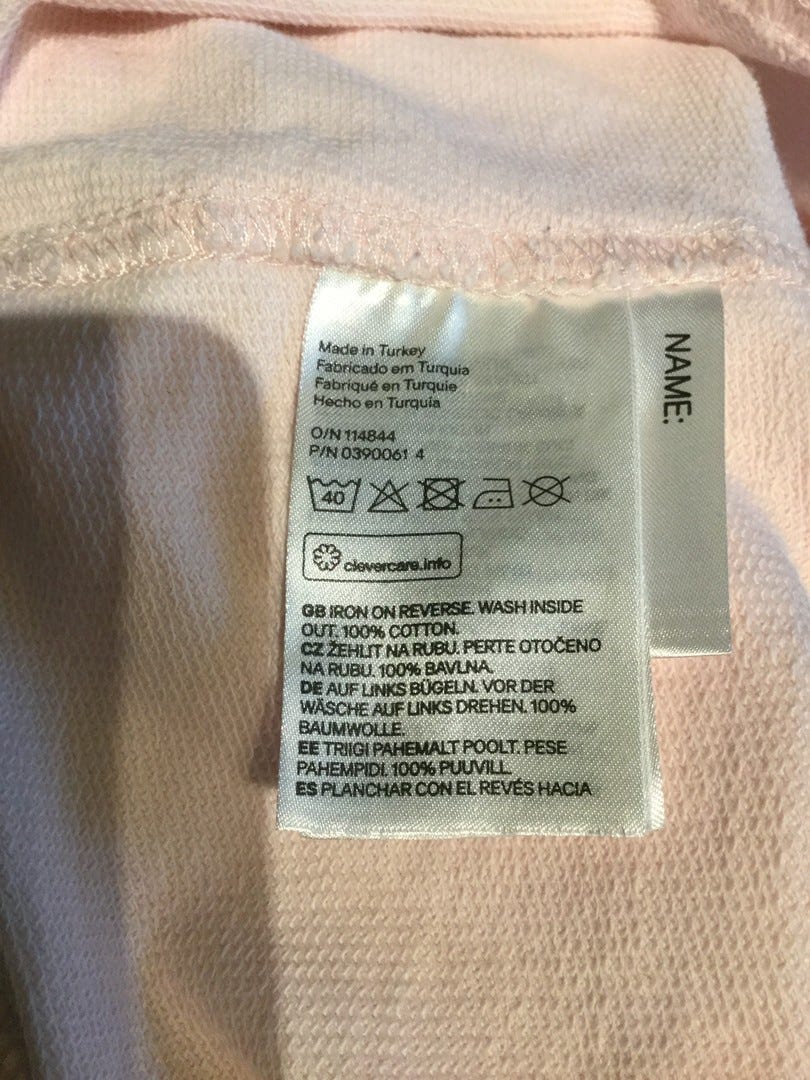 Made in Turkey
Fabricado em Turquia
Fabriqué en Turquie
Hecho en Turquía
O/N 114844
P/N 0390061 4
40
clevercare.info
GB IRON ON REVERSE. WASH INSIDE
OUT. 100% COTTON.
CZ ŽEHLIT NA RUBU. PERTE OTOČENO
NA RUBU. 100% BAVLNA.
DE AUF LINKS BÜGELN. VOR DER
WÄSCHE AUF LINKS DREHEN. 100%
BAUMWOLLE.
EE TRIIGI PAHEMALT POOLT. PESE
PAHEMPIDI. 100% PUUVILL.
ES PLANCHAR CON EL REVÉS HACIA
NAME: